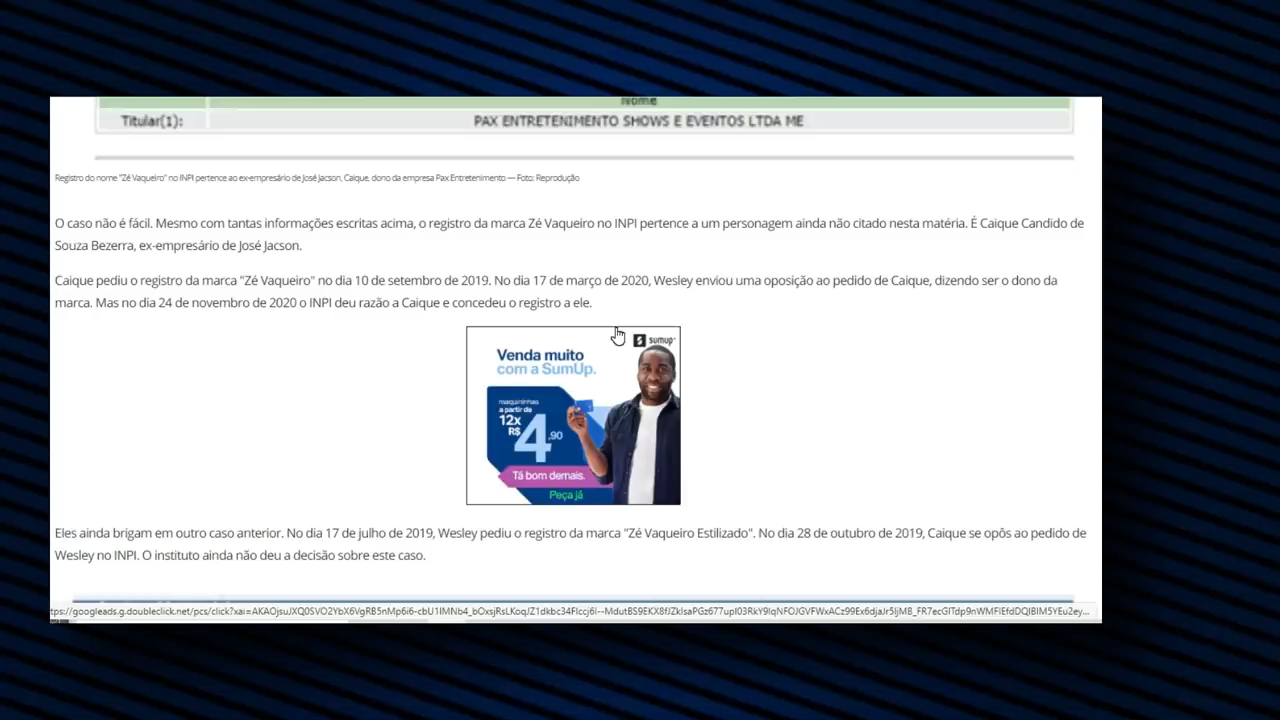 Nome
Titular(1): PAX ENTRETENIMENTO SHOWS E EVENTOS LTDA ME
Registro do nome "Zé Vaqueiro" no INPI pertence ao ex-empresário de José Jacson, Caique, dono da empresa Pax Entretenimento — Foto: Reprodução
O caso não é fácil. Mesmo com tantas informações escritas acima, o registro da marca Zé Vaqueiro no INPI pertence a um personagem ainda não citado nesta matéria. É Caique Candido de
Souza Bezerra, ex-empresário de José Jacson.
Caique pediu o registro da marca "Zé Vaqueiro" no dia 10 de setembro de 2019. No dia 17 de março de 2020, Wesley enviou uma oposição ao pedido de Caique, dizendo ser o dono da
marca. Mas no dia 24 de novembro de 2020 o INPI deu razão a Caique e concedeu o registro a ele.
sumup
Venda muito
com a SumUp.
maquininhas
a partir de
12x
R$ 4,90
Tá bom demais.
Peça já
Eles ainda brigam em outro caso anterior. No dia 17 de julho de 2019, Wesley pediu o registro da marca "Zé Vaqueiro Estilizado". No dia 28 de outubro de 2019, Caique se opôs ao pedido de
Wesley no INPI. O instituto ainda não deu a decisão sobre este caso.